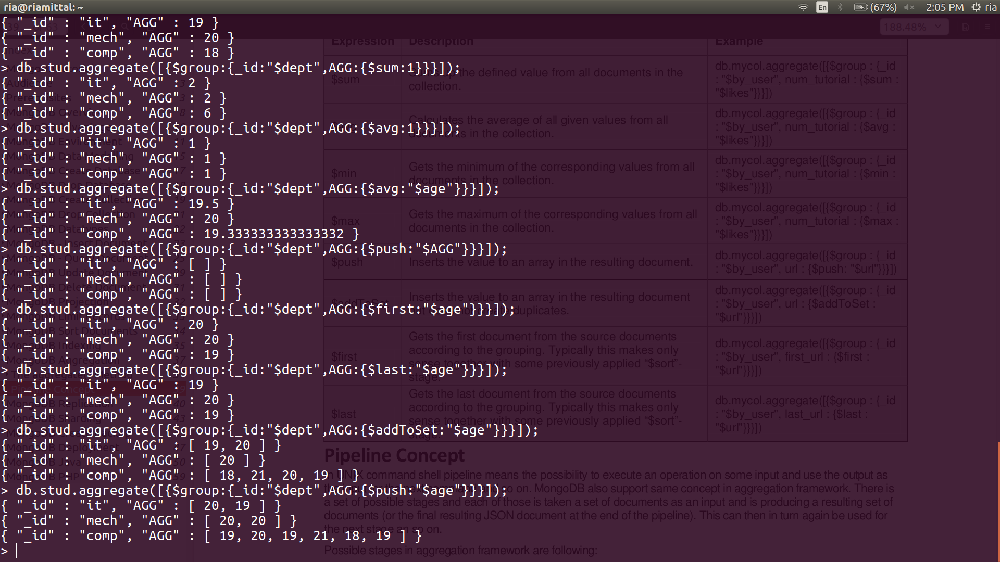 ria@riamittal: ~
En
(67%)
2:05 PM
ria
{ "_id" : "it", "AGG" : 19 }
{ "_id" : "mech", "AGG" : 20 }
{ "_id" : "comp", "AGG" : 18 }
> db.stud.aggregate([{$group:{_id:"$dept",AGG:{$sum:1}}}]);
{ "_id" : "it", "AGG" : 2 }
{ "_id" : "mech", "AGG" : 2 }
{ "_id" : "comp", "AGG" : 6 }
> db.stud.aggregate([{$group:{_id:"$dept",AGG:{$avg:1}}}]);
{ "_id" : "it", "AGG" : 1 }
{ "_id" : "mech", "AGG" : 1 }
{ "_id" : "comp", "AGG" : 1 }
> db.stud.aggregate([{$group:{_id:"$dept",AGG:{$avg:"$age"}}}]);
{ "_id" : "it", "AGG" : 19.5 }
{ "_id" : "mech", "AGG" : 20 }
{ "_id" : "comp", "AGG" : 19.333333333333332 }
> db.stud.aggregate([{$group:{_id:"$dept",AGG:{$push:"$AGG"}}}]);
{ "_id" : "it", "AGG" : [ ] }
{ "_id" : "mech", "AGG" : [ ] }
{ "_id" : "comp", "AGG" : [ ] }
> db.stud.aggregate([{$group:{_id:"$dept",AGG:{$first:"$age"}}}]);
{ "_id" : "it", "AGG" : 20 }
{ "_id" : "mech", "AGG" : 20 }
{ "_id" : "comp", "AGG" : 19 }
> db.stud.aggregate([{$group:{_id:"$dept",AGG:{$last:"$age"}}}]);
{ "_id" : "it", "AGG" : 19 }
{ "_id" : "mech", "AGG" : 20 }
{ "_id" : "comp", "AGG" : 19 }
> db.stud.aggregate([{$group:{_id:"$dept",AGG:{$addToSet:"$age"}}}]);
{ "_id" : "it", "AGG" : [ 19, 20 ] }
{ "_id" : "mech", "AGG" : [ 20 ] }
{ "_id" : "comp", "AGG" : [ 18, 21, 20, 19 ] }
> db.stud.aggregate([{$group:{_id:"$dept",AGG:{$push:"$age"}}}]);
{ "_id" : "it", "AGG" : [ 20, 19 ] }
{ "_id" : "mech", "AGG" : [ 20, 20 ] }
{ "_id" : "comp", "AGG" : [ 19, 20, 19, 21, 18, 19 ] }
>
188.48%
Expression Description Example
$sum
the defined value from all documents in the
collection.
db.mycol.aggregate([{$group : {_id
: "$by_user", num_tutorial : {$sum :
"$likes"}}}])
Calculates the average of all given values from all
documents in the collection.
db.mycol.aggregate([{$group : {_id
: "$by_user", num_tutorial : {$avg :
"$likes"}}}])
$min
Gets the minimum of the corresponding values from all
documents in the collection.
db.mycol.aggregate([{$group : {_id
: "$by_user", num_tutorial : {$min :
"$likes"}}}])
$max
Gets the maximum of the corresponding values from all
documents in the collection.
db.mycol.aggregate([{$group : {_id
: "$by_user", num_tutorial : {$max :
"$likes"}}}])
$push
Inserts the value to an array in the resulting document.
db.mycol.aggregate([{$group : {_id
: "$by_user", url : {$push: "$url"}}}])
$addToSet
Inserts the value to an array in the resulting document
duplicates.
db.mycol.aggregate([{$group : {_id
: "$by_user", url : {$addToSet :
"$url"}}}])
$first
Gets the first document from the source documents
according to the grouping. Typically this makes only
sense together with some previously applied “$sort”-
stage.
db.mycol.aggregate([{$group : {_id
: "$by_user", first_url : {$first :
"$url"}}}])
$last
Gets the last document from the source documents
according to the grouping. Typically this makes only
sense together with some previously applied “$sort”-
stage.
db.mycol.aggregate([{$group : {_id
: "$by_user", last_url : {$last :
"$url"}}}])
Pipeline Concept
In UNIX command shell pipeline means the possibility to execute an operation on some input and use the output as
so on. MongoDB also support same concept in aggregation framework. There is
a set of possible stages and each of those is taken a set of documents as an input and is producing a resulting set of
documents (or the final resulting JSON document at the end of the pipeline). This can then in turn again be used for
the next stage an so on.
Possible stages in aggregation framework are following: